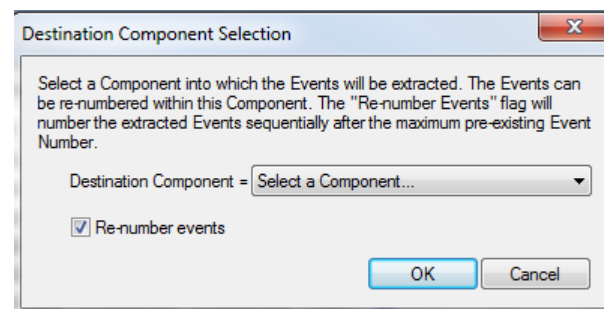 Destination Component Selection
Select a Component into which the Events will be extracted. The Events can
be re-numbered within this Component. The "Re-number Events" flag will
number the extracted Events sequentially after the maximum pre-existing Event
Number.
Destination Component = Select a Component...
Re-number events
OK Cancel